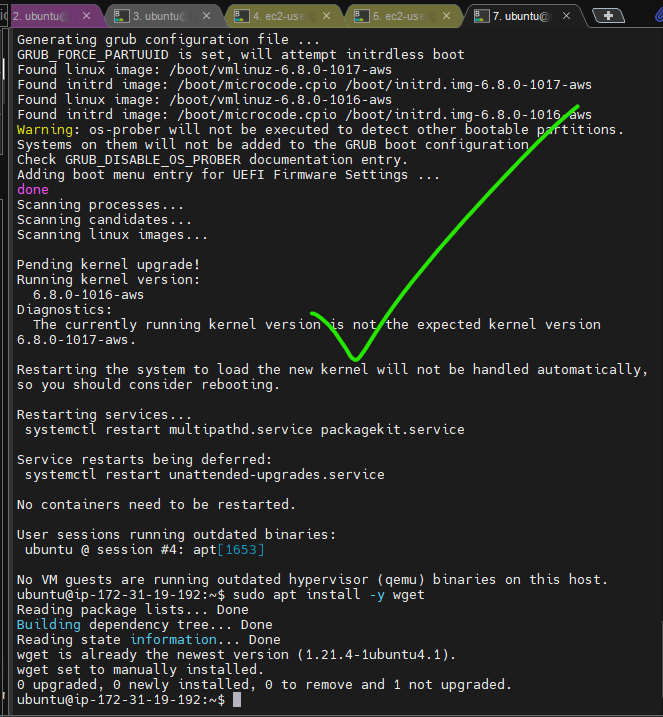 2. ubuntu@
3. ubuntu@
4. ec2-use
5. ec2-use
7. ubuntu@
Generating grub configuration file ...
GRUB_FORCE_PARTUUID is set, will attempt initrdless boot
Found linux image: /boot/vmlinuz-6.8.0-1017-aws
Found initrd image: /boot/microcode.cpio /boot/initrd.img-6.8.0-1017-aws
Found linux image: /boot/vmlinuz-6.8.0-1016-aws
Found initrd image: /boot/microcode.cpio /boot/initrd.img-6.8.0-1016-aws
Warning: os-prober will not be executed to detect other bootable partitions.
Systems on them will not be added to the GRUB boot configuration.
Check GRUB_DISABLE_OS_PROBER documentation entry.
Adding boot menu entry for UEFI Firmware Settings ...
done
Scanning processes...
Scanning candidates...
Scanning linux images...
Pending kernel upgrade!
Running kernel version:
  6.8.0-1016-aws
Diagnostics:
  The currently running kernel version is not the expected kernel version
6.8.0-1017-aws.
Restarting the system to load the new kernel will not be handled automatically,
so you should consider rebooting.
Restarting services...
 systemctl restart multipathd.service packagekit.service
Service restarts being deferred:
 systemctl restart unattended-upgrades.service
No containers need to be restarted.
User sessions running outdated binaries:
 ubuntu @ session #4: apt[1653]
No VM guests are running outdated hypervisor (qemu) binaries on this host.
ubuntu@ip-172-31-19-192:~$ sudo apt install -y wget
Reading package lists... Done
Building dependency tree... Done
Reading state information... Done
wget is already the newest version (1.21.4-1ubuntu4.1).
wget set to manually installed.
0 upgraded, 0 newly installed, 0 to remove and 1 not upgraded.
ubuntu@ip-172-31-19-192:~$